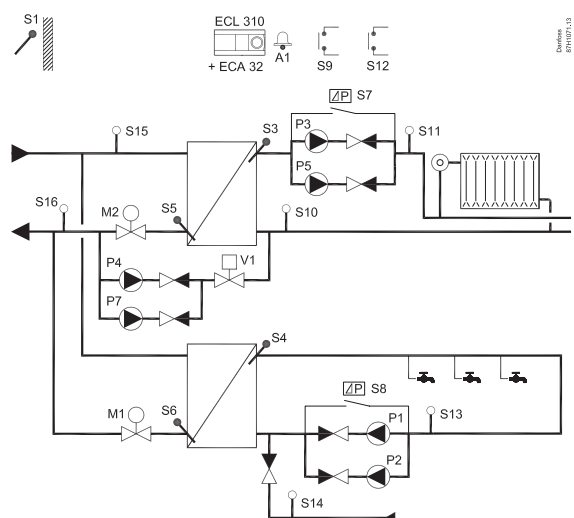 S1
ECL 310
+ ECA 32
A1
S9
S12
Danfoss
87H1071.13
S7
S15
S3
P3
S11
P5
S16
M2
S5
S10
P4
V1
P7
S4
S8
M1
S6
P1
S13
P2
S14